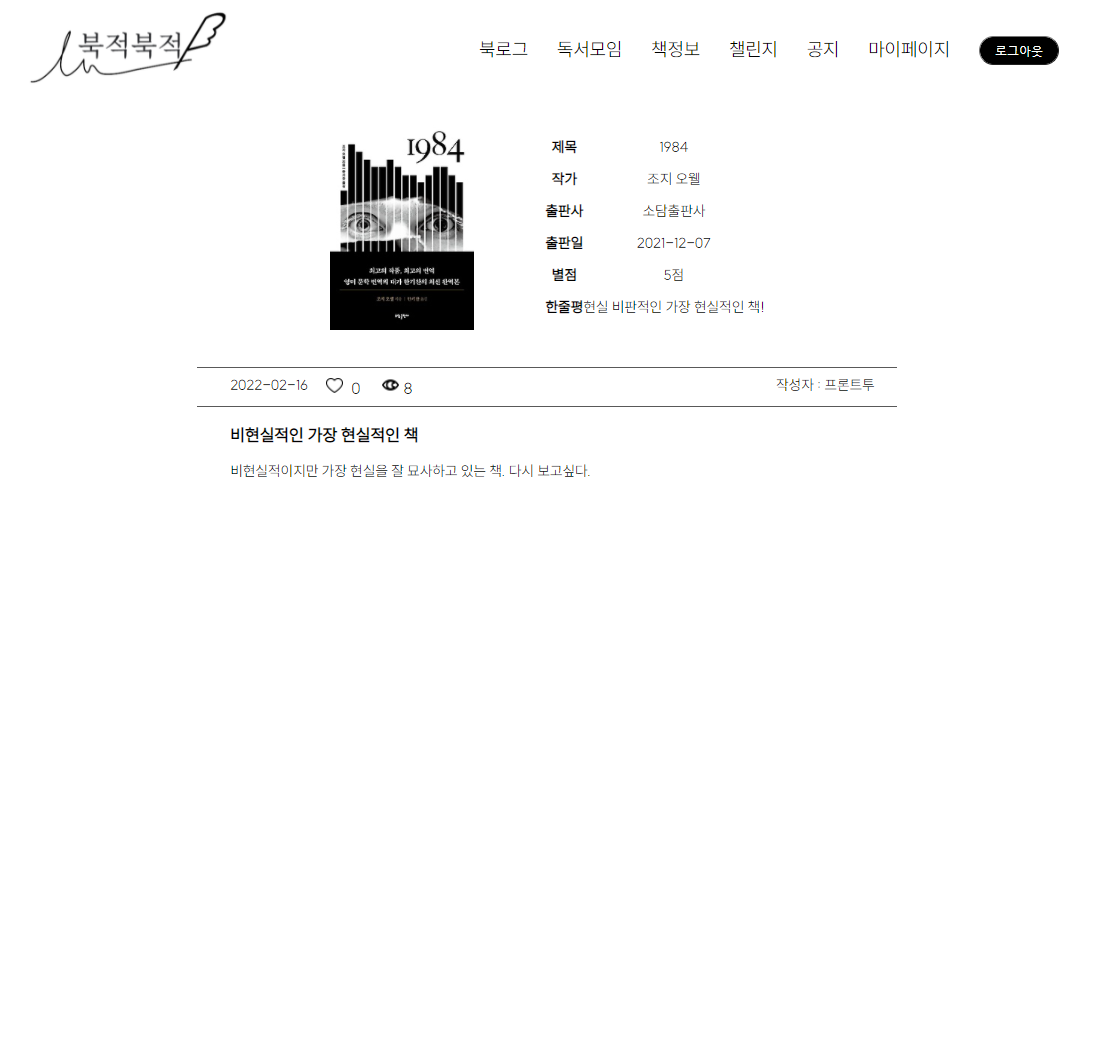 북적북적
북로그 독서모임 책정보 챌린지 공지 마이페이지 로그아웃
1984
최고의 작품, 최고의 번역
영미 문학 번역의 대가 한기찬의 최신 완역본
제목 1984
작가 조지 오웰
출판사 소담출판사
출판일 2021-12-07
별점 5점
한줄평현실 비판적인 가장 현실적인 책!
2022-02-16 0 8 작성자 : 프론트투
비현실적인 가장 현실적인 책
비현실적이지만 가장 현실을 잘 묘사하고 있는 책. 다시 보고싶다.